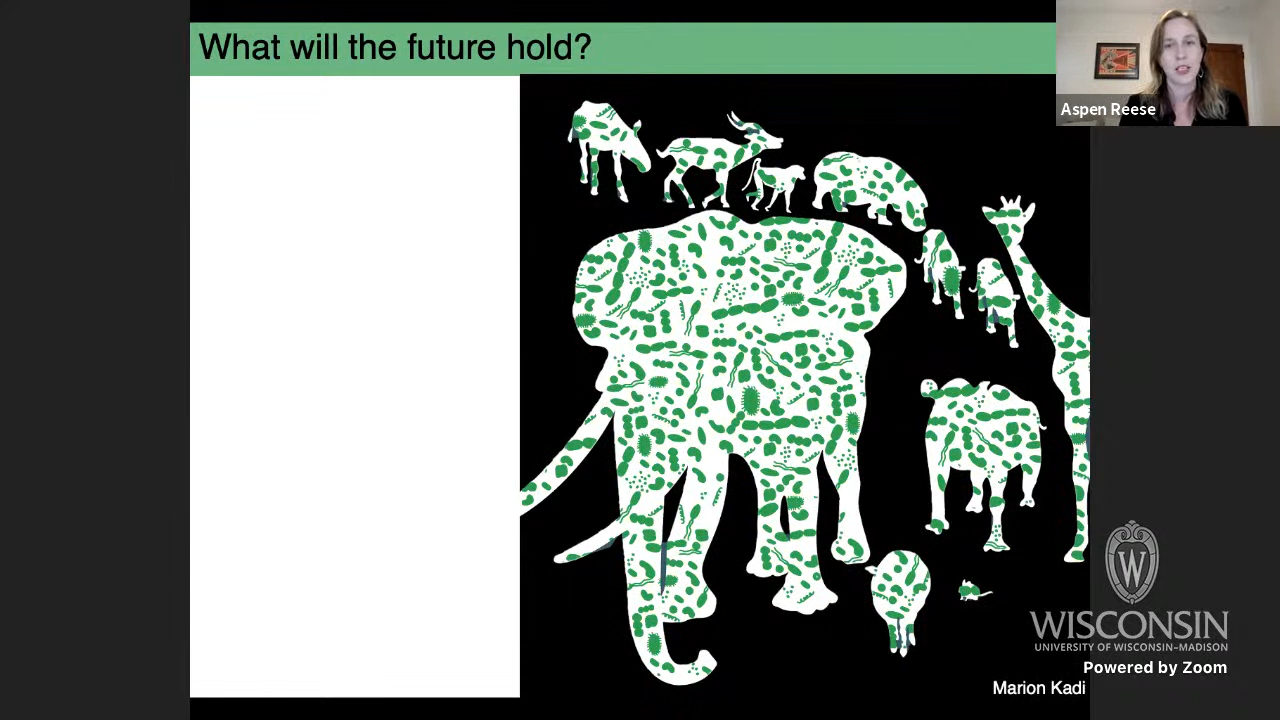 What will the future hold?
Aspen Reese
W
WISCONSIN
UNIVERSITY OF WISCONSIN–MADISON
Powered by Zoom
Marion Kadi